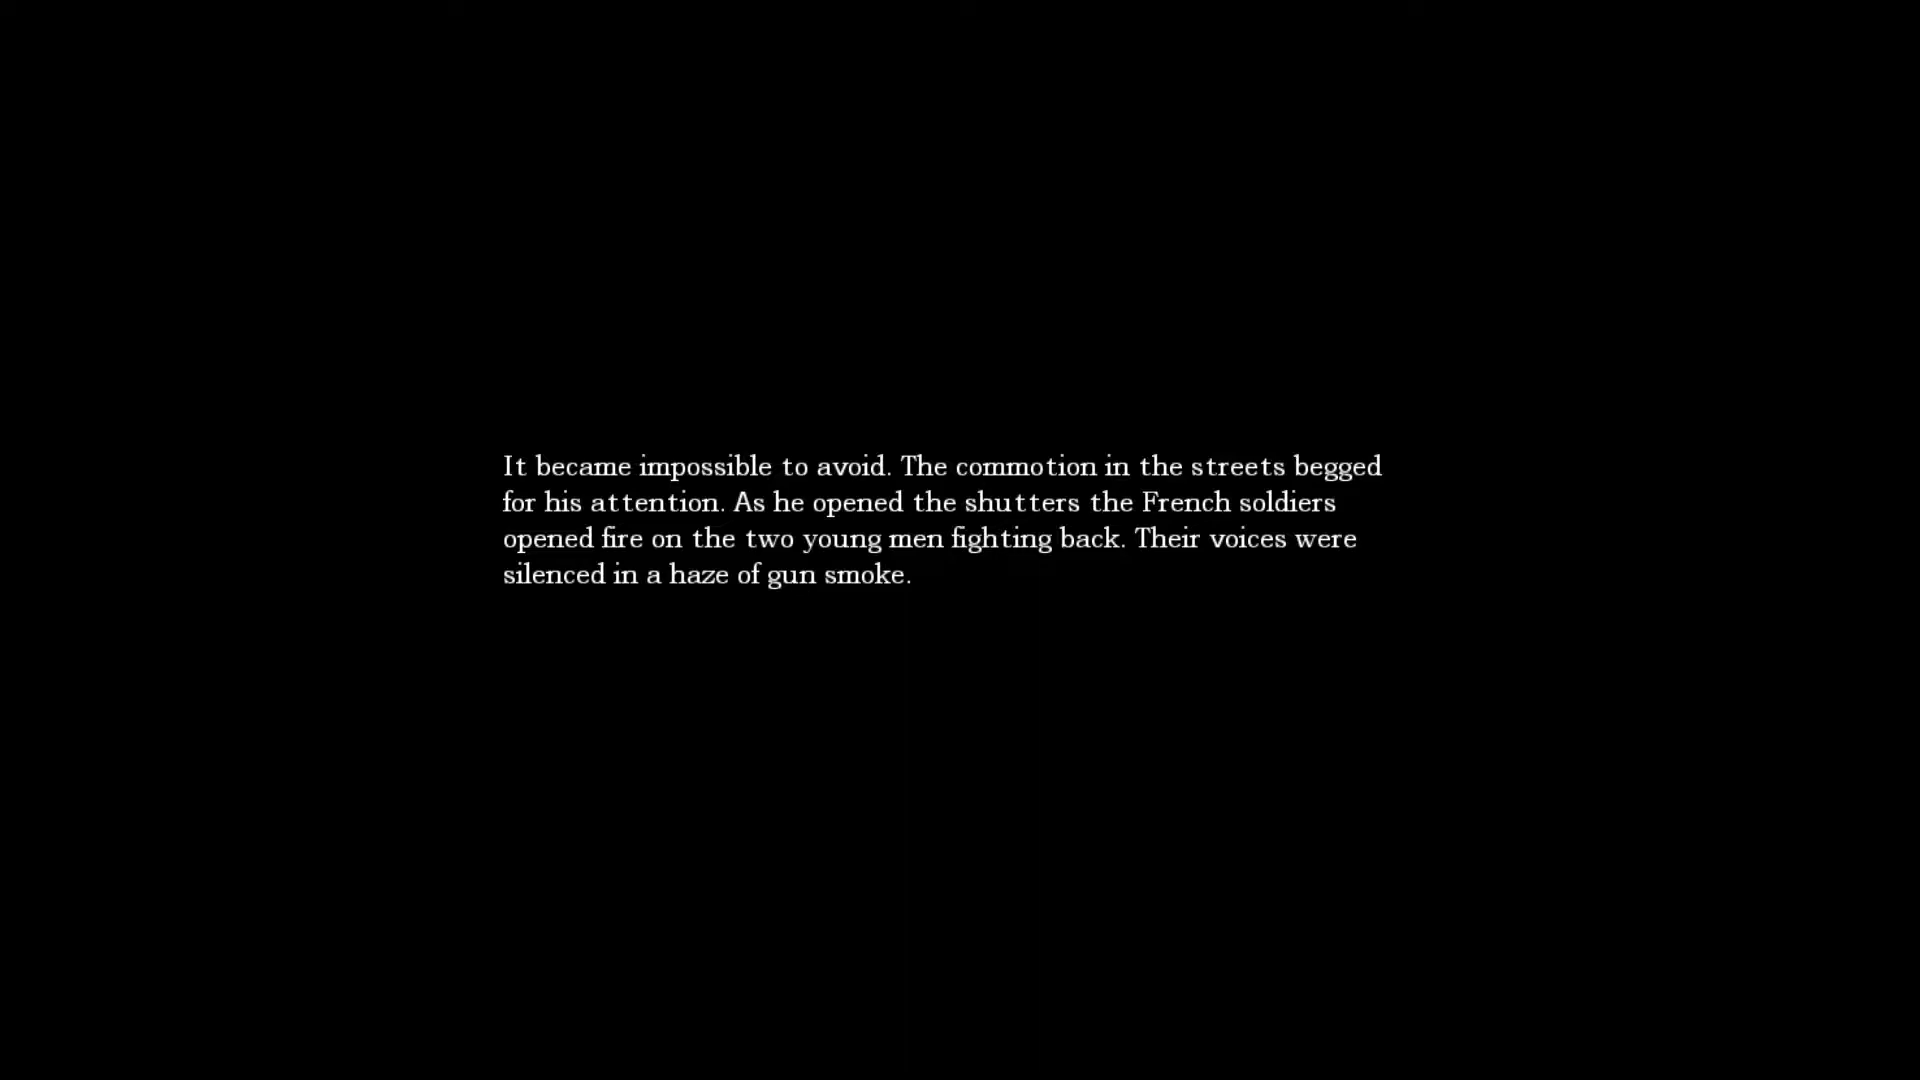 It became impossible to avoid. The commotion in the streets begged
for his attention. As he opened the shutters the French soldiers
opened fire on the two young men fighting back. Their voices were
silenced in a haze of gun smoke.